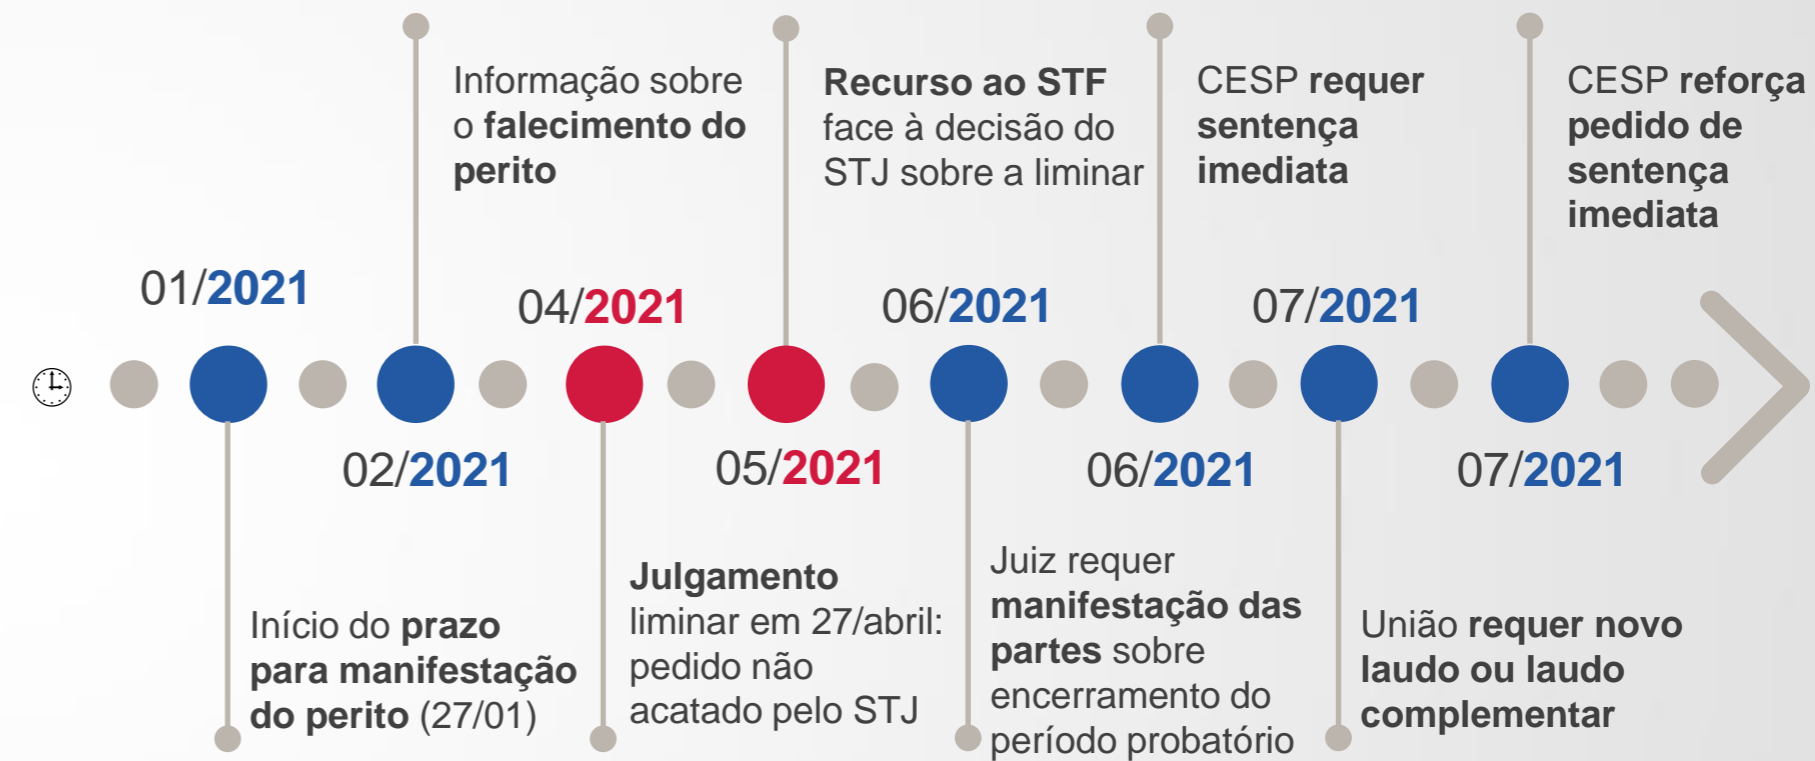 01/2021
Início do prazo
para manifestação
do perito (27/01)
Informação sobre
o falecimento do
perito
02/2021
04/2021
Julgamento
liminar em 27/abril:
pedido não
acatado pelo STJ
Recurso ao STF
face à decisão do
STJ sobre a liminar
05/2021
06/2021
Juiz requer
manifestação das
partes sobre
encerramento do
período probatório
CESP requer
sentença
imediata
06/2021
07/2021
União requer novo
laudo ou laudo
complementar
CESP reforça
pedido de
sentença
imediata
07/2021